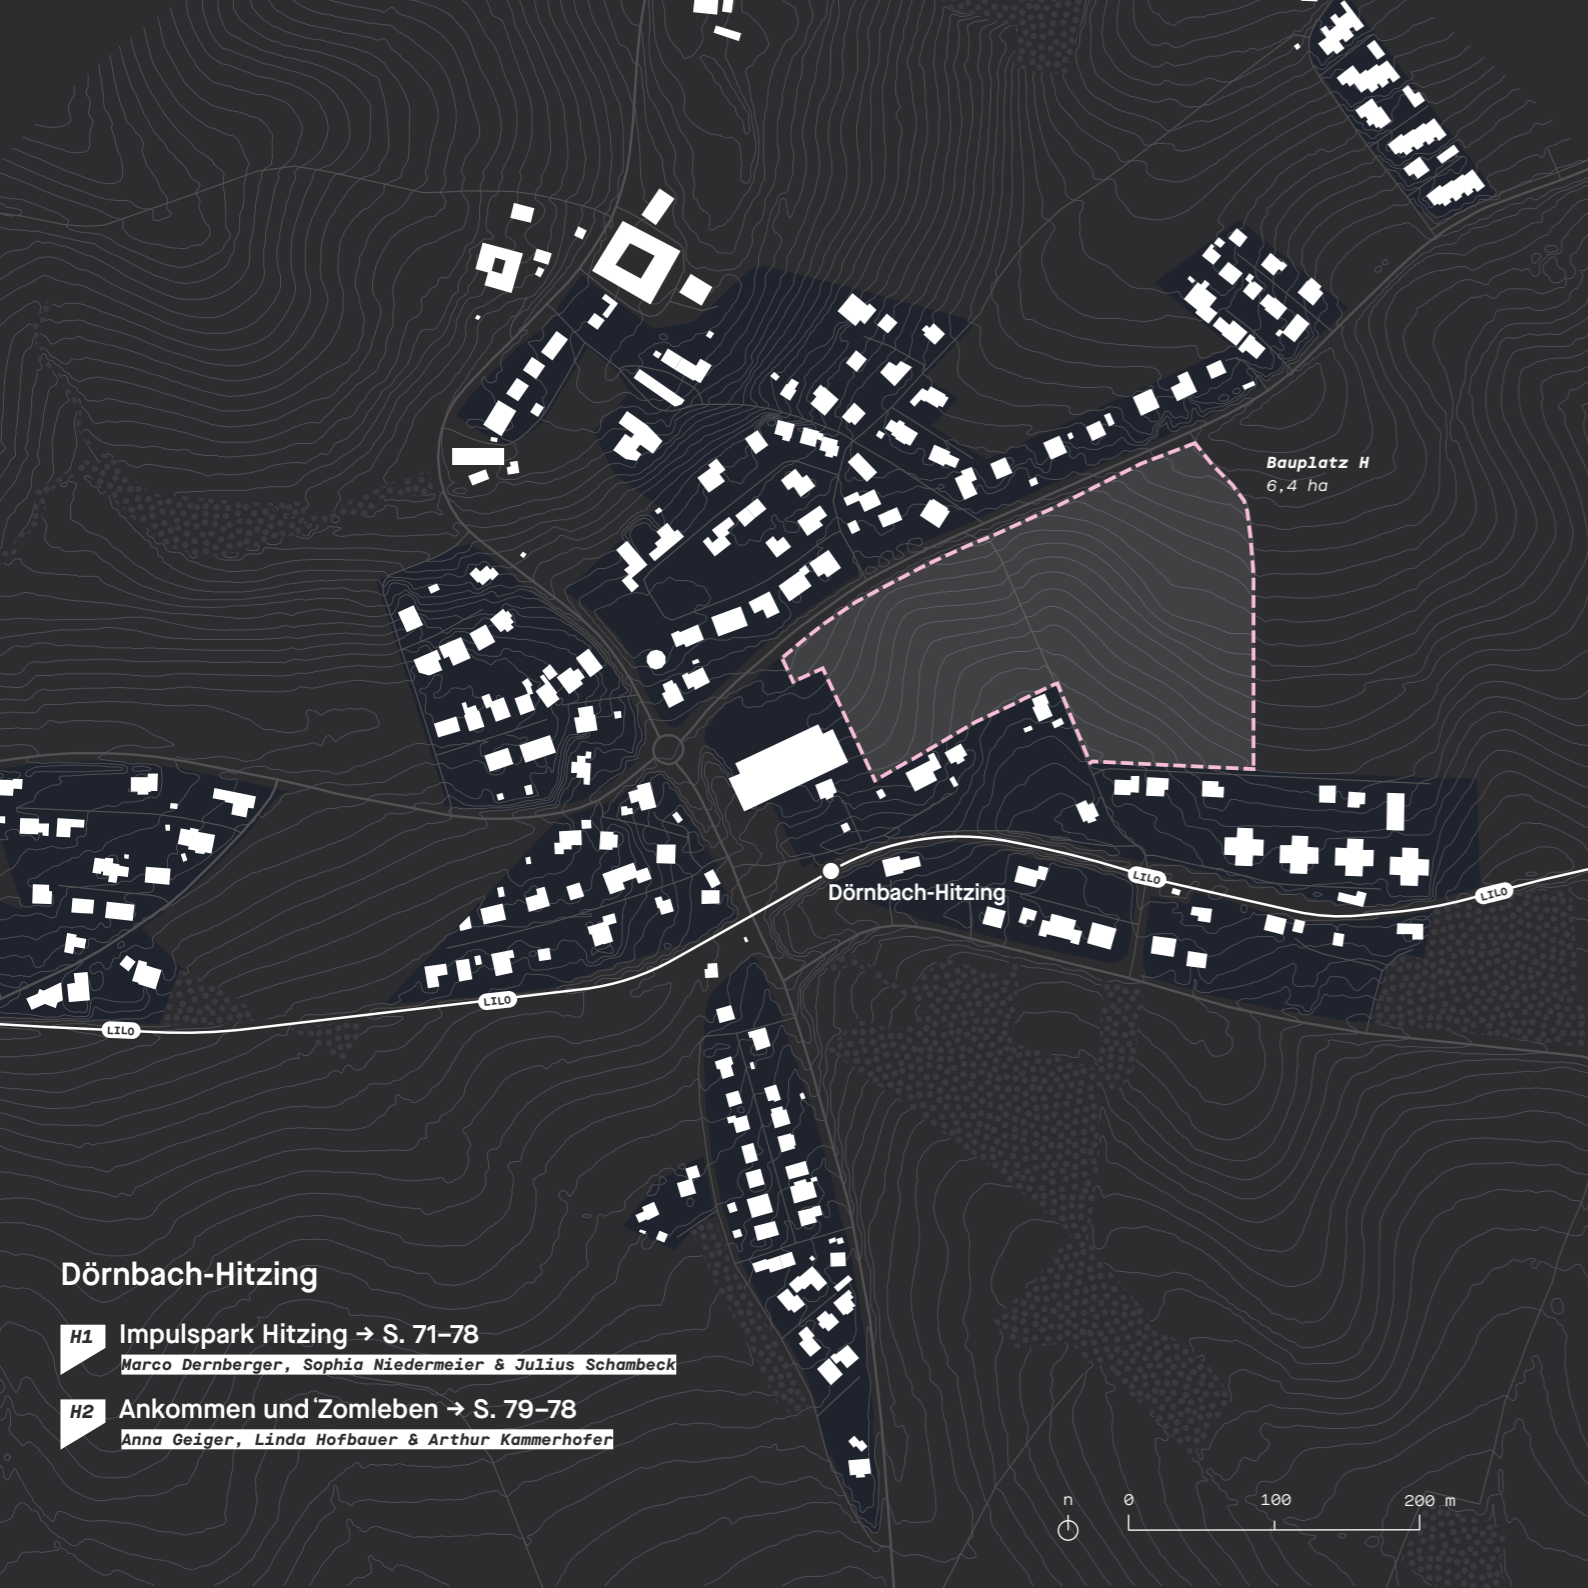 Bauplatz H
6,4 ha
LILO
Dörnbach-Hitzing
LILO
LILO
LILO
Dörnbach-Hitzing
H1 Impulspark Hitzing → S. 71–78
Marco Dernberger, Sophia Niedermeier & Julius Schambeck
H2 Ankommen und ‘Zomleben → S. 79–78
Anna Geiger, Linda Hofbauer & Arthur Kammerhofer
n 0 100 200 m